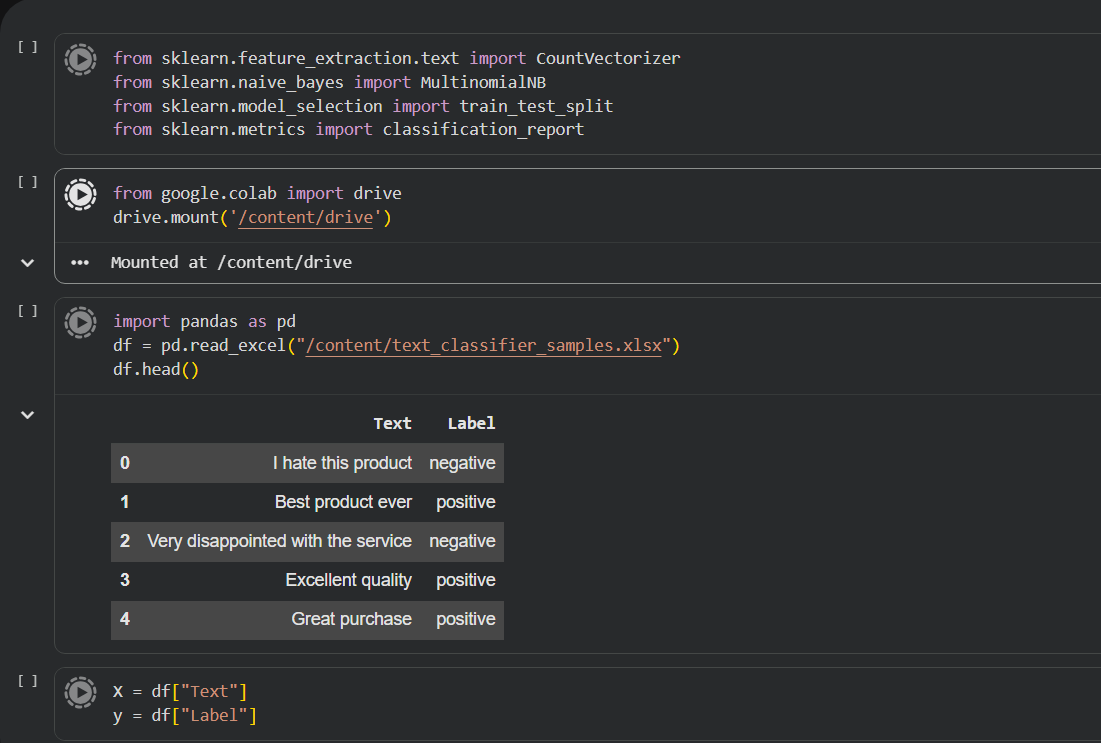 [ ]
from sklearn.feature_extraction.text import CountVectorizer
from sklearn.naive_bayes import MultinomialNB
from sklearn.model_selection import train_test_split
from sklearn.metrics import classification_report
[ ]
from google.colab import drive
drive.mount('/content/drive')
••• Mounted at /content/drive
[ ]
import pandas as pd
df = pd.read_excel("/content/text_classifier_samples.xlsx")
df.head()
Text Label
0 I hate this product negative
1 Best product ever positive
2 Very disappointed with the service negative
3 Excellent quality positive
4 Great purchase positive
[ ]
X = df["Text"]
y = df["Label"]